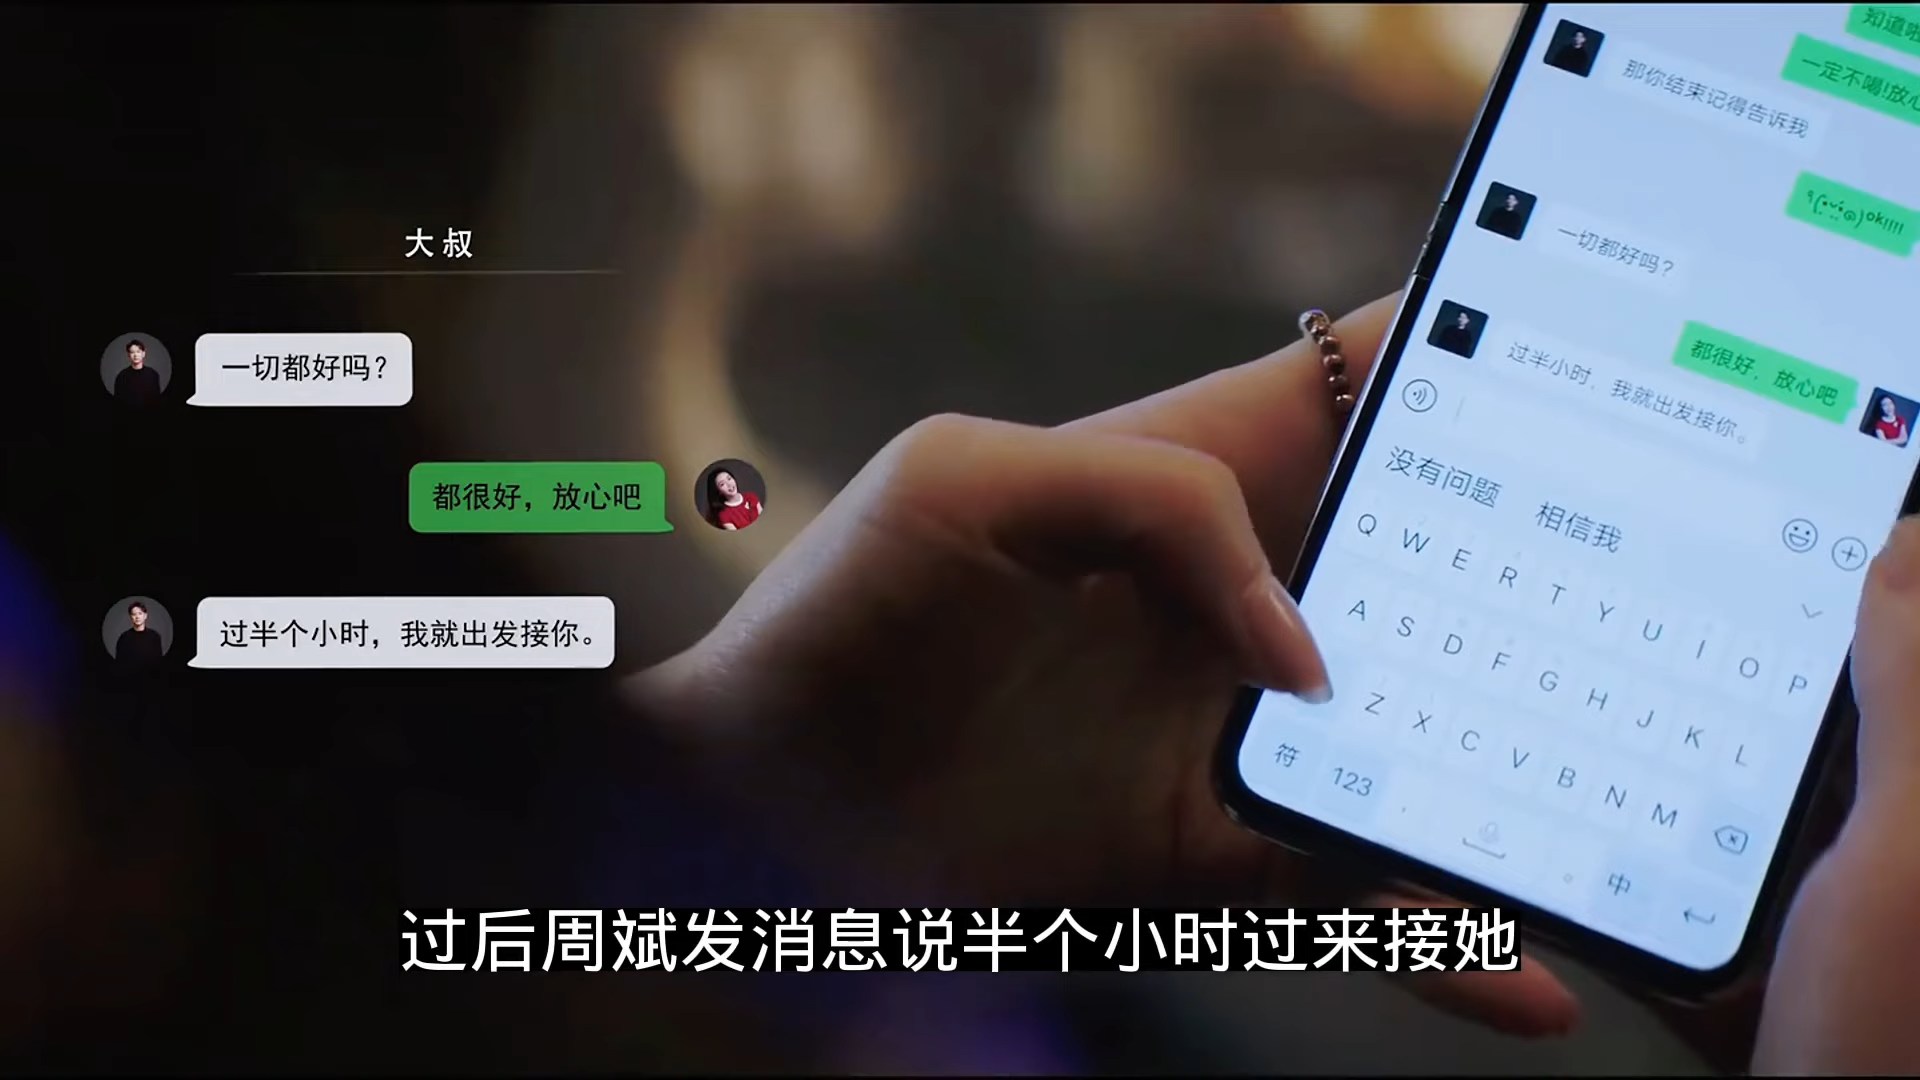 大叔
一切都好吗？
都很好，放心吧
过半个小时，我就出发接你。
知道啦
一定不喝!放心
那你结束记得告诉我
ok!!!!
一切都好吗？
都很好，放心吧
过半小时，我就出发接你。
没有问题 相信我
Q W E R T Y U I O P
A S D F G H J K L
Z X C V B N M
符 123 , 。 中
过后周斌发消息说半个小时过来接她